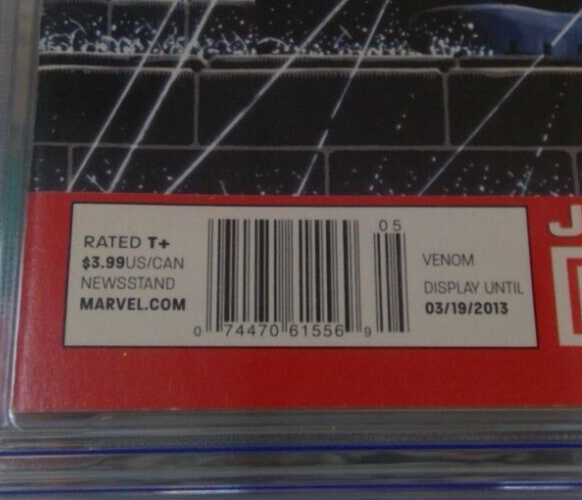 RATED T+
$3.99US/CAN
NEWSSTAND
MARVEL.COM
05
0 74470 61556 9
VENOM
DISPLAY UNTIL
03/19/2013
J